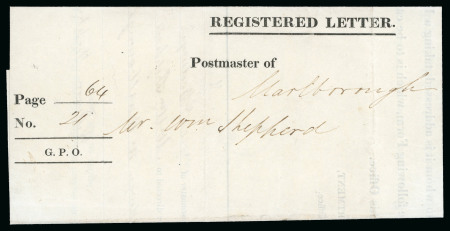 REGISTERED LETTER.
Postmaster of
Marlborough
Page 64
No. 21 Mr. Wm Shepherd
G. P. O.